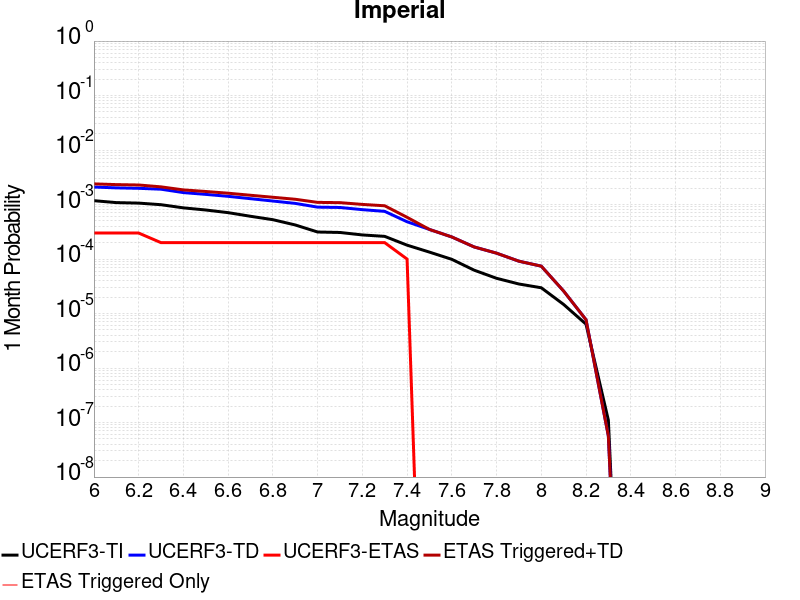 Imperial
10^0
10^-1
10^-2
10^-3
10^-4
10^-5
10^-6
10^-7
10^-8
1 Month Probability
6 6.2 6.4 6.6 6.8 7 7.2 7.4 7.6 7.8 8 8.2 8.4 8.6 8.8 9
Magnitude
UCERF3-TI UCERF3-TD UCERF3-ETAS ETAS Triggered+TD
ETAS Triggered Only